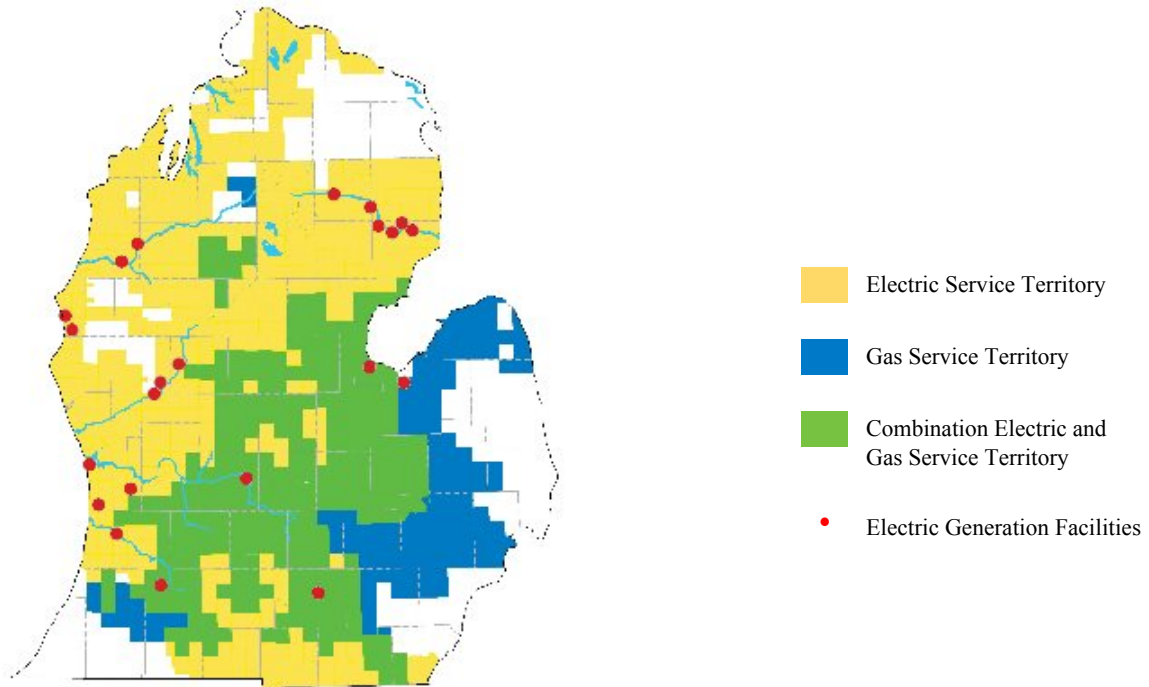 Electric Service Territory
Gas Service Territory
Combination Electric and
Gas Service Territory
Electric Generation Facilities